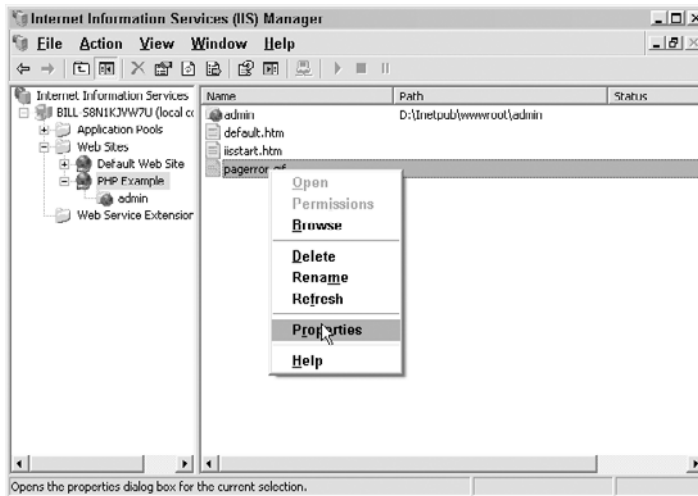 Internet Information Services (IIS) Manager
File Action View Window Help
Internet Information Services
BILL-S8N1KJVW7U (local co
Application Pools
Web Sites
Default Web Site
PHP Example
admin
Web Service Extension
Name Path Status
admin D:\Inetpub\wwwroot\admin
default.htm
iisstart.htm
pagerror.gif
Open
Permissions
Browse
Delete
Rename
Refresh
Properties
Help
Opens the properties dialog box for the current selection.